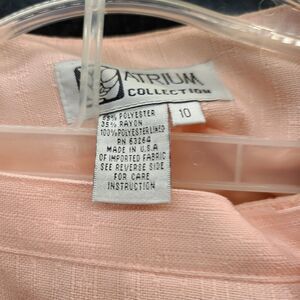 ATRIUM
COLLECTION
10
65% POLYESTER
35% RAYON
100% POLYESTER LINED
RN 63264
MADE IN U.S.A
OF IMPORTED FABRIC
SEE REVERSE SIDE
FOR CARE
INSTRUCTION